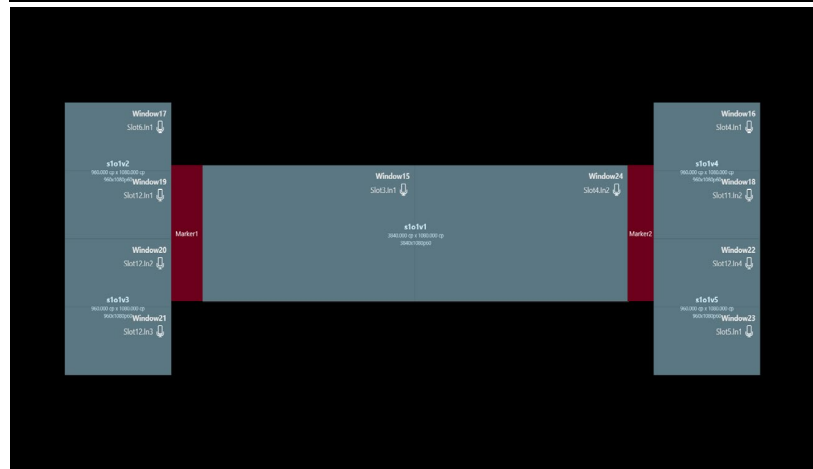 Window17
Slot6.In1
s1o1v2
960.000 cp x 1080.000 cp
960x1080p60
Window19
Slot12.In1
Window20
Slot12.In2
s1o1v3
960.000 cp x 1080.000 cp
960x1080p60
Window21
Slot12.In3
Marker1
Window15
Slot3.In1
Window24
Slot4.In2
s1o1v1
3840.000 cp x 1080.000 cp
3840x1080p60
Marker2
Window16
Slot4.In1
s1o1v4
960.000 cp x 1080.000 cp
960x1080p60
Window18
Slot11.In2
Window22
Slot12.In4
s1o1v5
960.000 cp x 1080.000 cp
960x1080p60
Window23
Slot5.In1